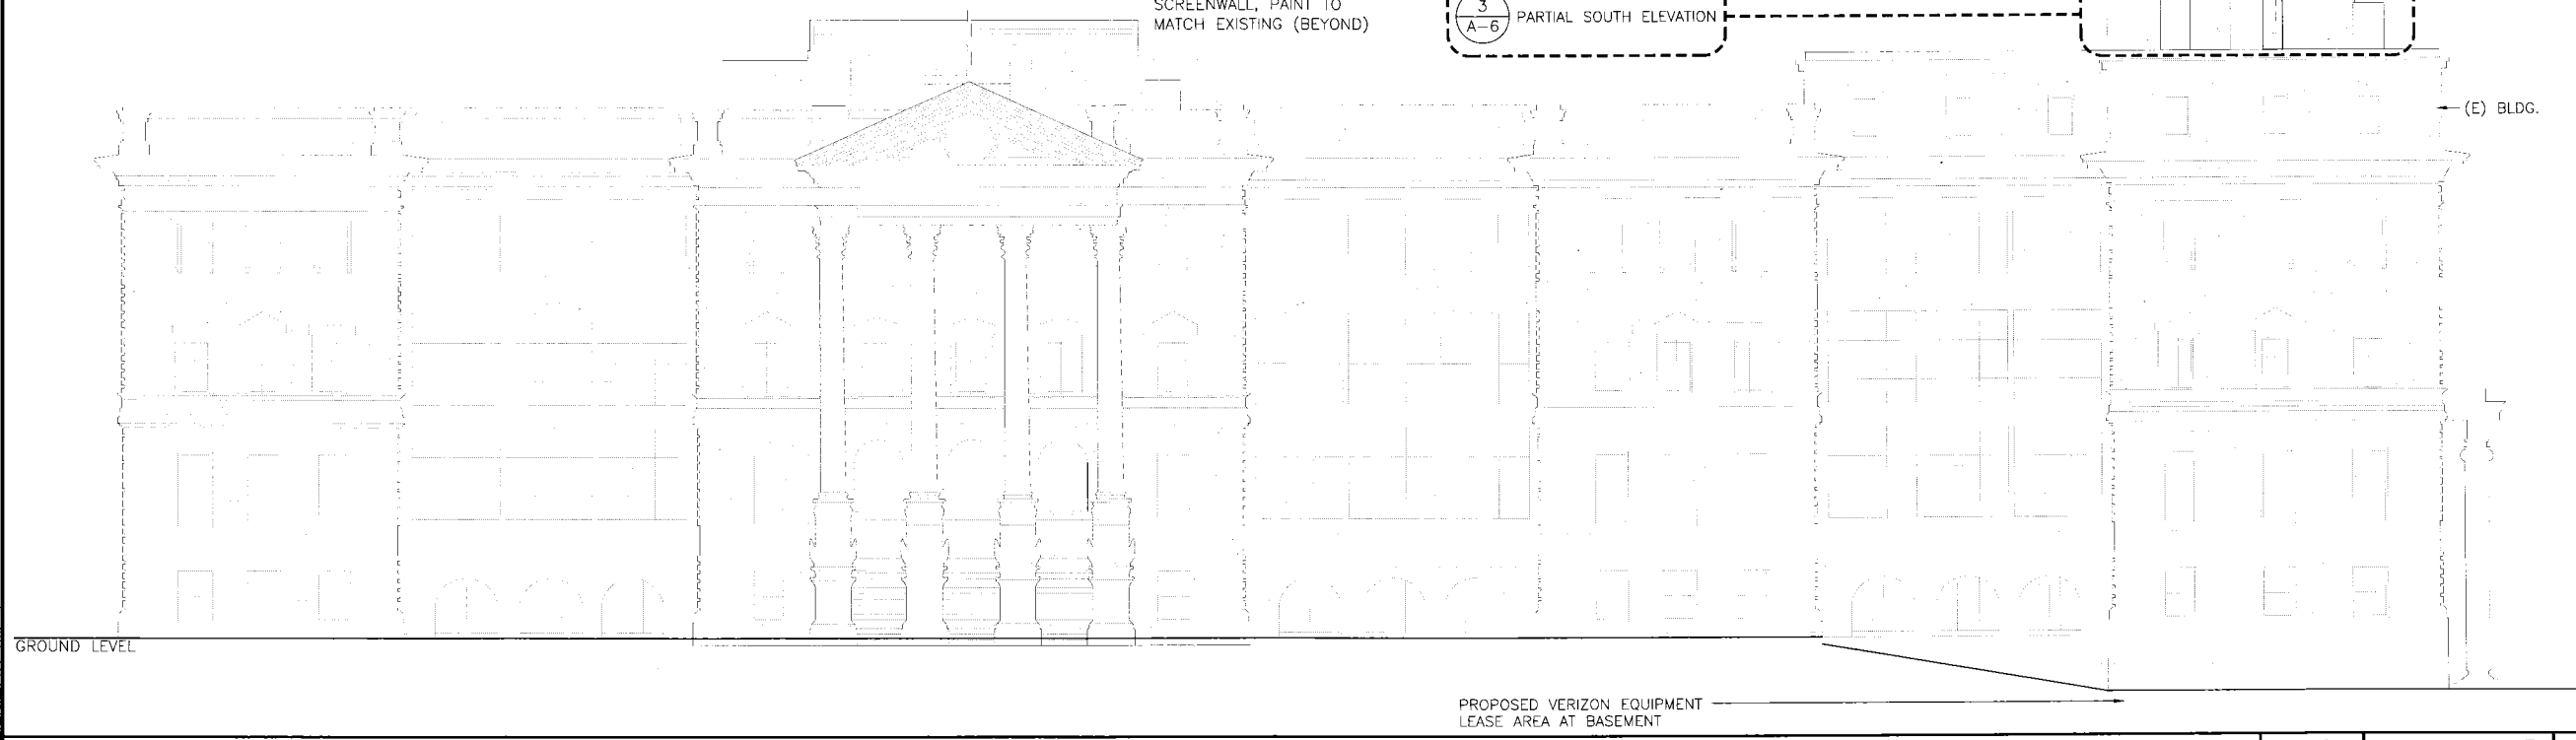 SCREENWALL, PAINT TO
MATCH EXISTING (BEYOND)
3
A-6
PARTIAL SOUTH ELEVATION
(E) BLDG.
GROUND LEVEL
PROPOSED VERIZON EQUIPMENT
LEASE AREA AT BASEMENT